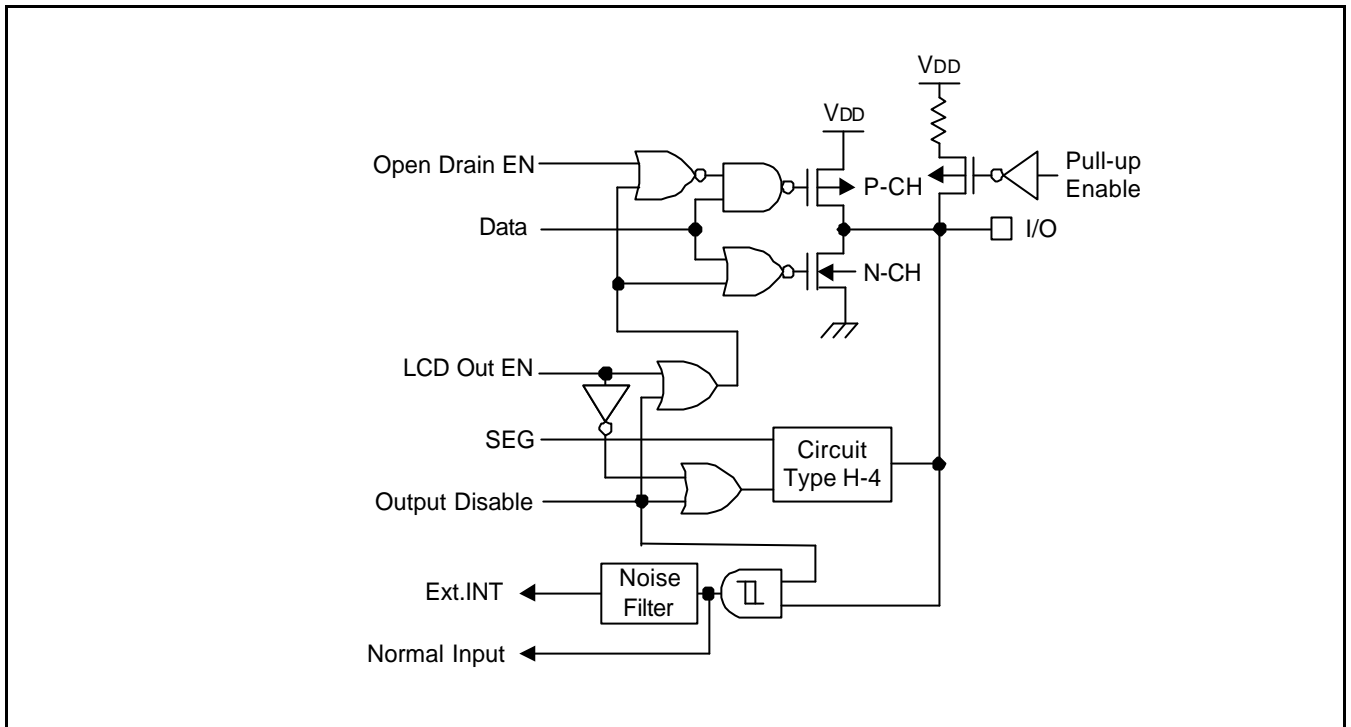 VDD
VDD
Open Drain EN
P-CH
Pull-up
Enable
Data
I/O
N-CH
LCD Out EN
SEG
Circuit
Type H-4
Output Disable
Ext.INT
Noise
Filter
Normal Input